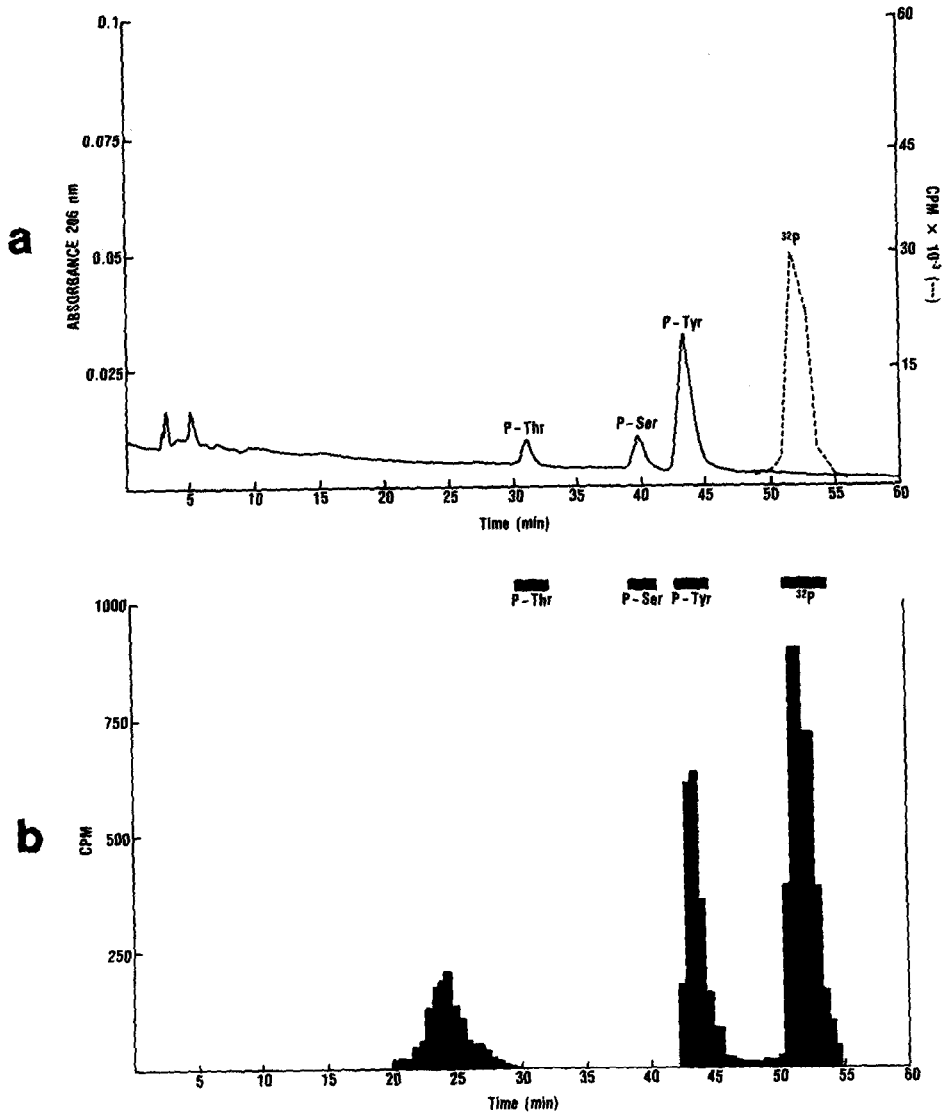 a
0.1
0.075
0.05
0.025
ABSORBANCE 206 nm
60
45
30
15
CPM × 10⁻³ (---)
P-Thr
P-Ser
P-Tyr
³²P
5 10 15 20 25 30 35 40 45 50 55 60
Time (min)
b
P-Thr P-Ser P-Tyr ³²P
1000
750
500
250
CPM
5 10 15 20 25 30 35 40 45 50 55 60
Time (min)